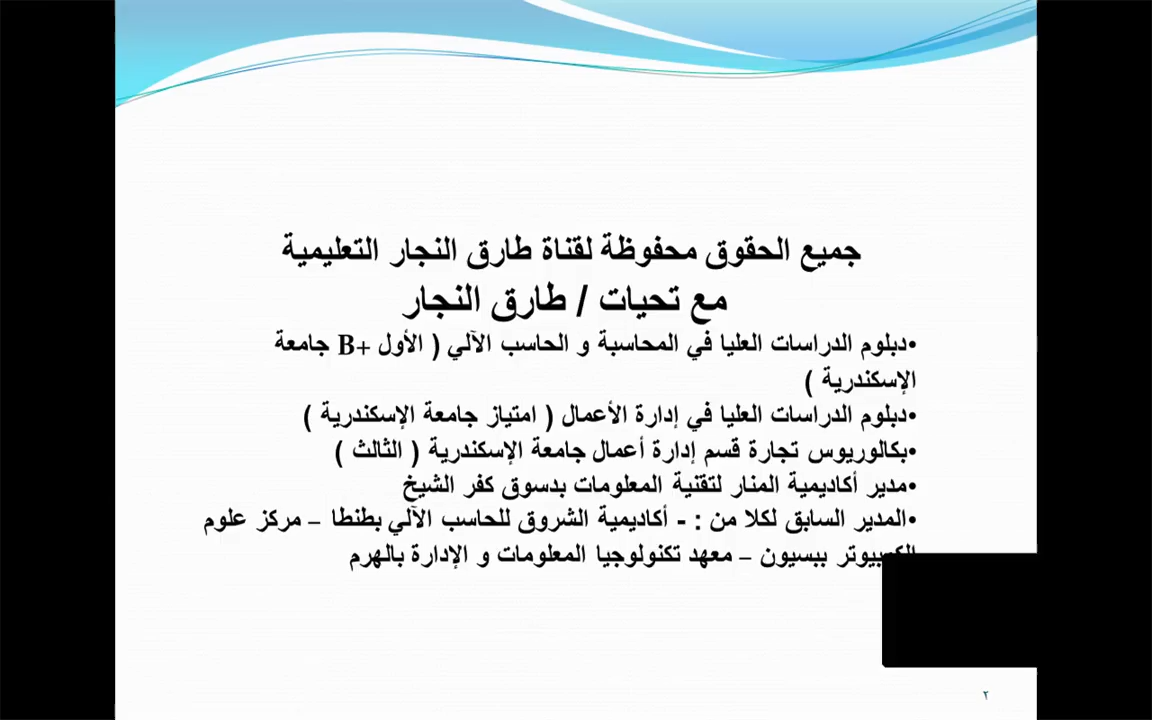 جميع الحقوق محفوظة لقناة طارق النجار التعليمية
مع تحيات / طارق النجار
•دبلوم الدراسات العليا في المحاسبة و الحاسب الآلي ( الأول B+ جامعة
الإسكندرية )
•دبلوم الدراسات العليا في إدارة الأعمال ( امتياز جامعة الإسكندرية )
•بكالوريوس تجارة قسم إدارة أعمال جامعة الإسكندرية ( الثالث )
•مدير أكاديمية المنار لتقنية المعلومات بدسوق كفر الشيخ
•المدير السابق لكلا من : - أكاديمية الشروق للحاسب الآلي بطنطا – مركز علوم
الكمبيوتر ببسيون – معهد تكنولوجيا المعلومات و الإدارة بالهرم
٢